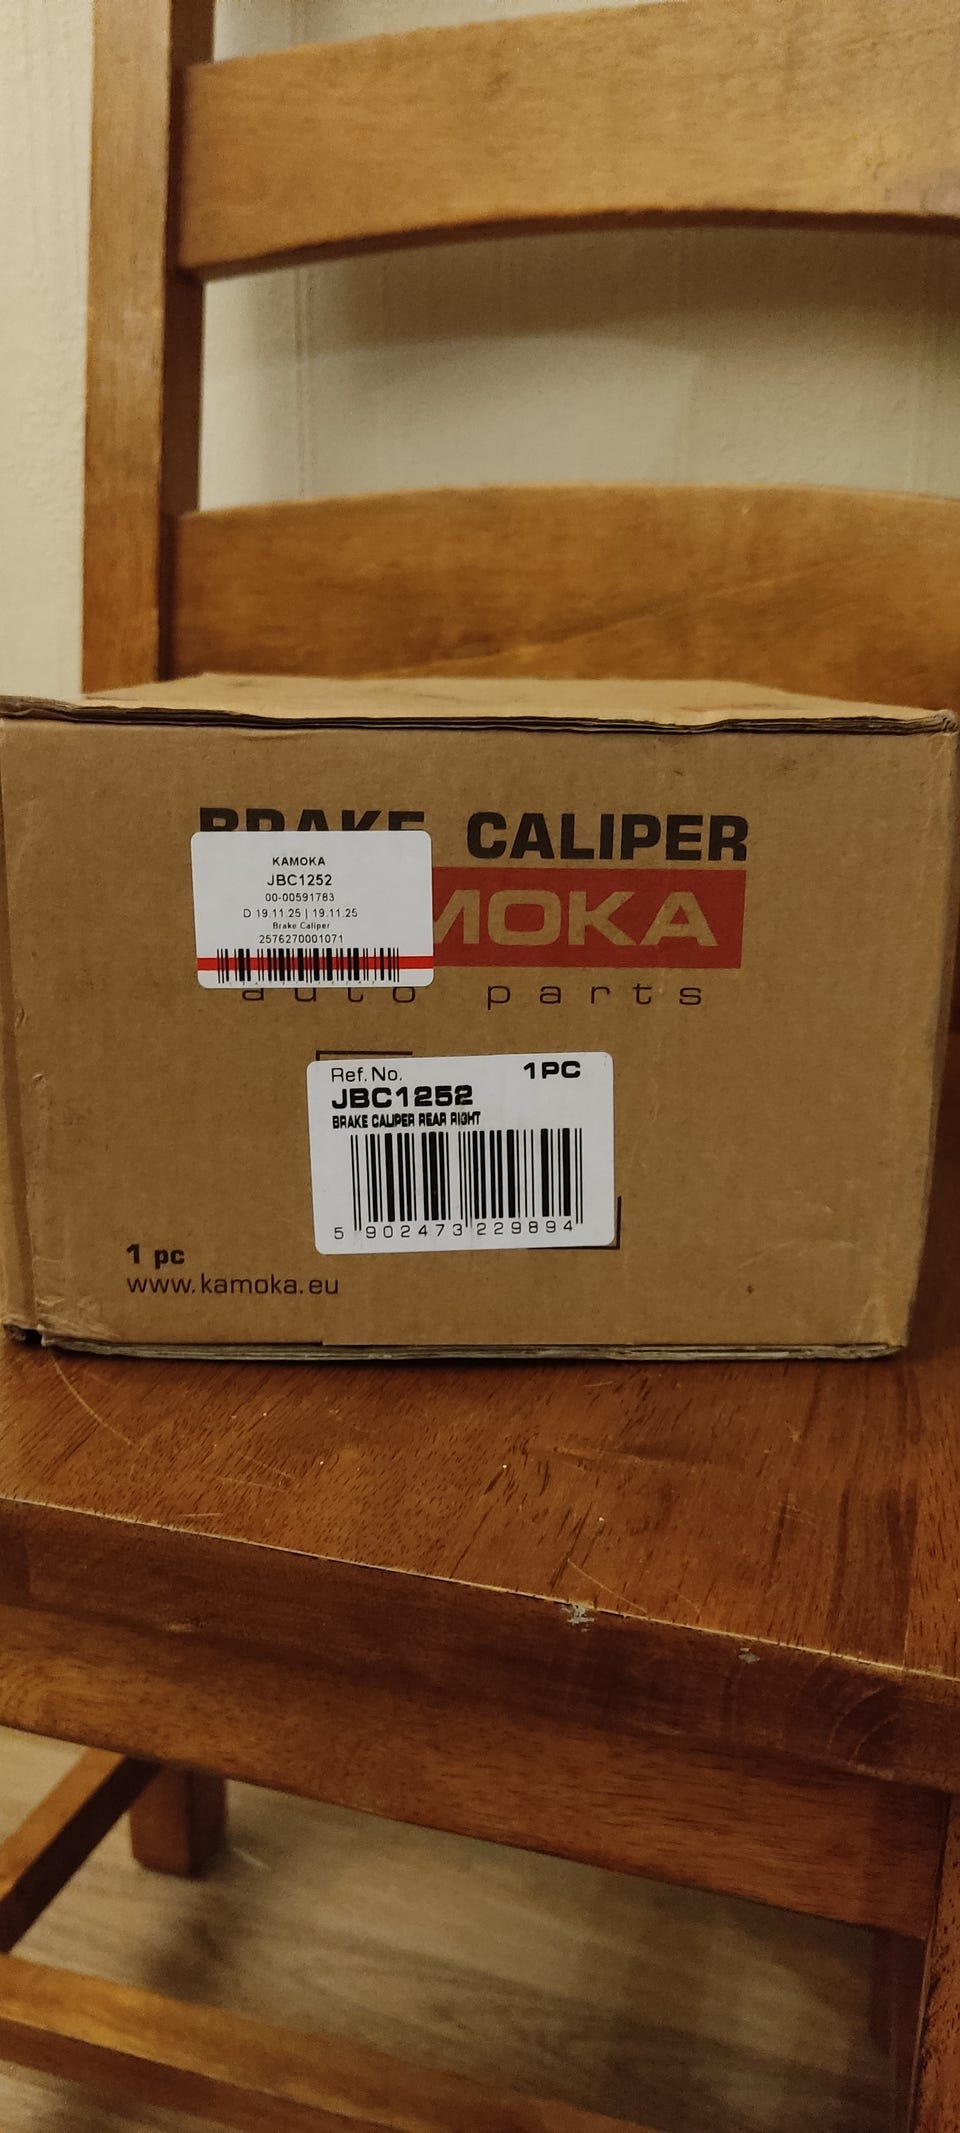 BRAKE CALIPER
KAMOKA
JBC1252
00-00591783
D 19.11.25 | 19.11.25
Brake Caliper
2576270001071
MOKA
auto parts
Ref. No. 1PC
JBC1252
BRAKE CALIPER REAR RIGHT
5 902473 229894
1 pc
www.kamoka.eu